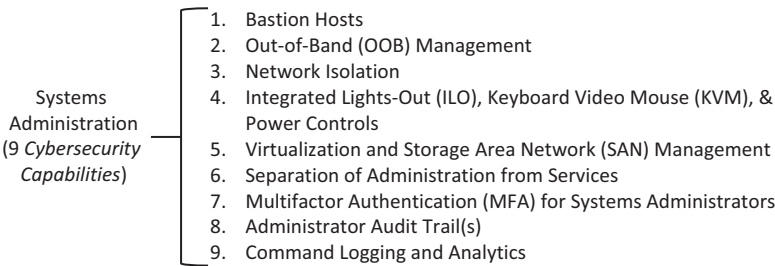 Systems
Administration
(9 Cybersecurity
Capabilities)
1. Bastion Hosts
2. Out-of-Band (OOB) Management
3. Network Isolation
4. Integrated Lights-Out (ILO), Keyboard Video Mouse (KVM), &
Power Controls
5. Virtualization and Storage Area Network (SAN) Management
6. Separation of Administration from Services
7. Multifactor Authentication (MFA) for Systems Administrators
8. Administrator Audit Trail(s)
9. Command Logging and Analytics